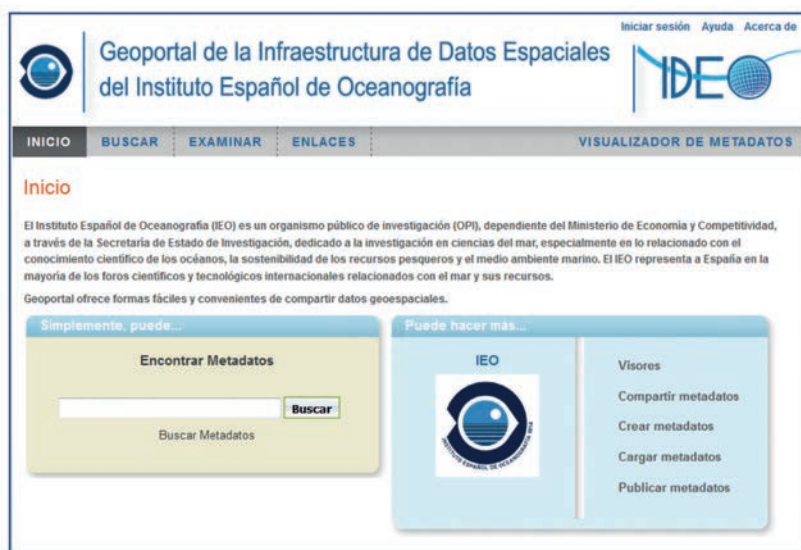 Iniciar sesión Ayuda Acerca de
Geoportal de la Infraestructura de Datos Espaciales
del Instituto Español de Oceanografía
IDEO
INICIO BUSCAR EXAMINAR ENLACES VISUALIZADOR DE METADATOS
Inicio
El Instituto Español de Oceanografía (IEO) es un organismo público de investigación (OPI), dependiente del Ministerio de Economía y Competitividad,
a través de la Secretaría de Estado de Investigación, dedicado a la investigación en ciencias del mar, especialmente en lo relacionado con el
conocimiento científico de los océanos, la sostenibilidad de los recursos pesqueros y el medio ambiente marino. El IEO representa a España en la
mayoría de los foros científicos y tecnológicos internacionales relacionados con el mar y sus recursos.
Geoportal ofrece formas fáciles y convenientes de compartir datos geoespaciales.
Simplemente, puede...
Encontrar Metadatos
Buscar
Buscar Metadatos
Puede hacer más...
IEO
INSTITUTO ESPAÑOL DE OCEANOGRAFÍA 1914
Visores
Compartir metadatos
Crear metadatos
Cargar metadatos
Publicar metadatos